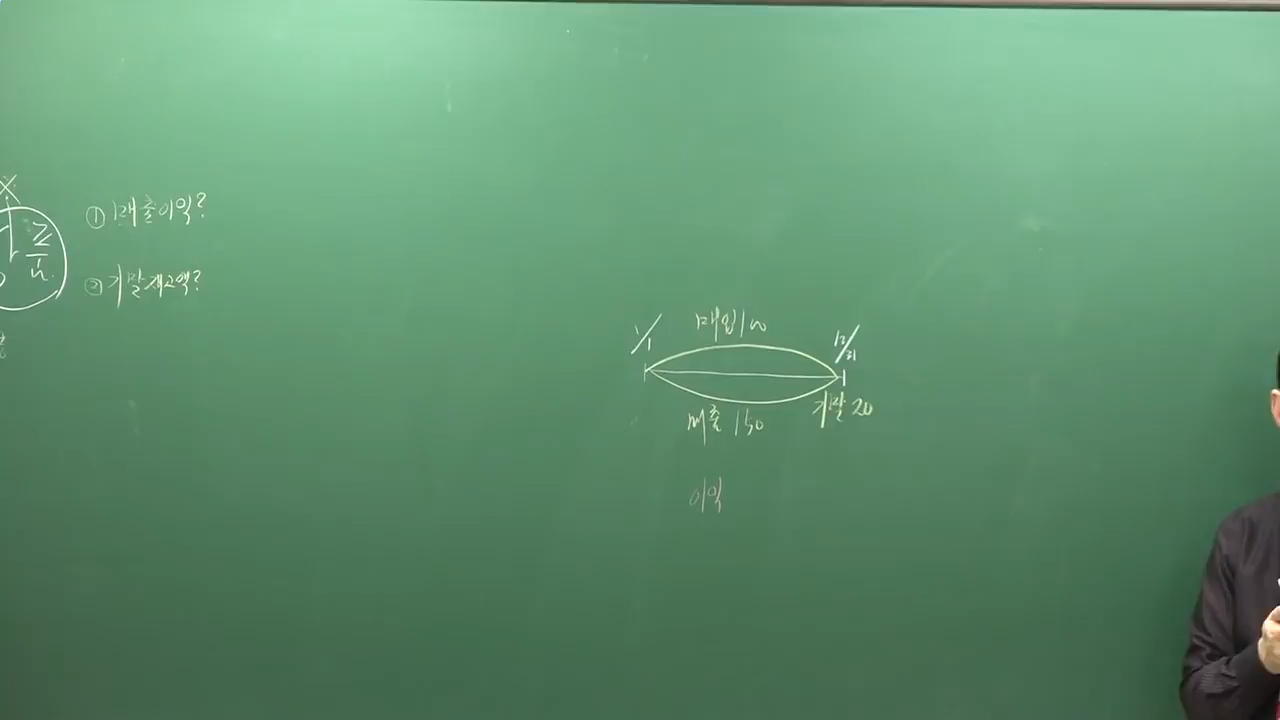 ① 매출이익?
② 기말재고액?
1/1
매입 100
12/31
매출 150
기말 20
이익